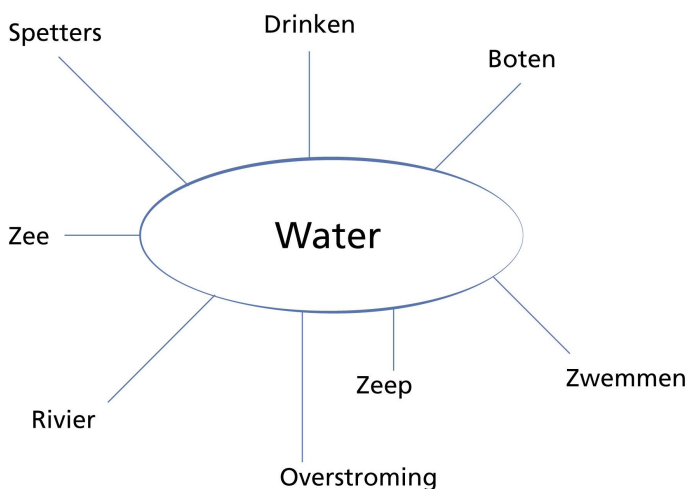 Spetters
Drinken
Boten
Zee
Water
Zeep
Zwemmen
Rivier
Overstroming